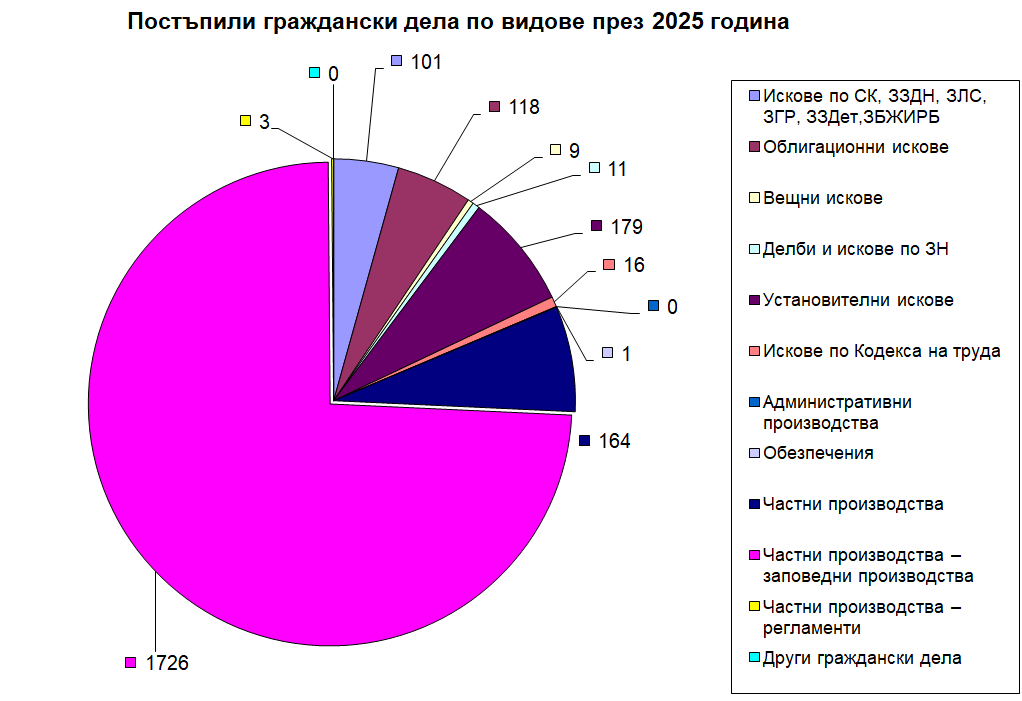 Постъпили граждански дела по видове през 2025 година
0
101
3
118
9
11
179
16
0
1
164
1726
Искове по СК, ЗЗДН, ЗЛС,
ЗГР, ЗЗДет,ЗБЖИРБ
Облигационни искове
Вещни искове
Делби и искове по ЗН
Установителни искове
Искове по Кодекса на труда
Административни
производства
Обезпечения
Частни производства
Частни производства –
заповедни производства
Частни производства –
регламенти
Други граждански дела